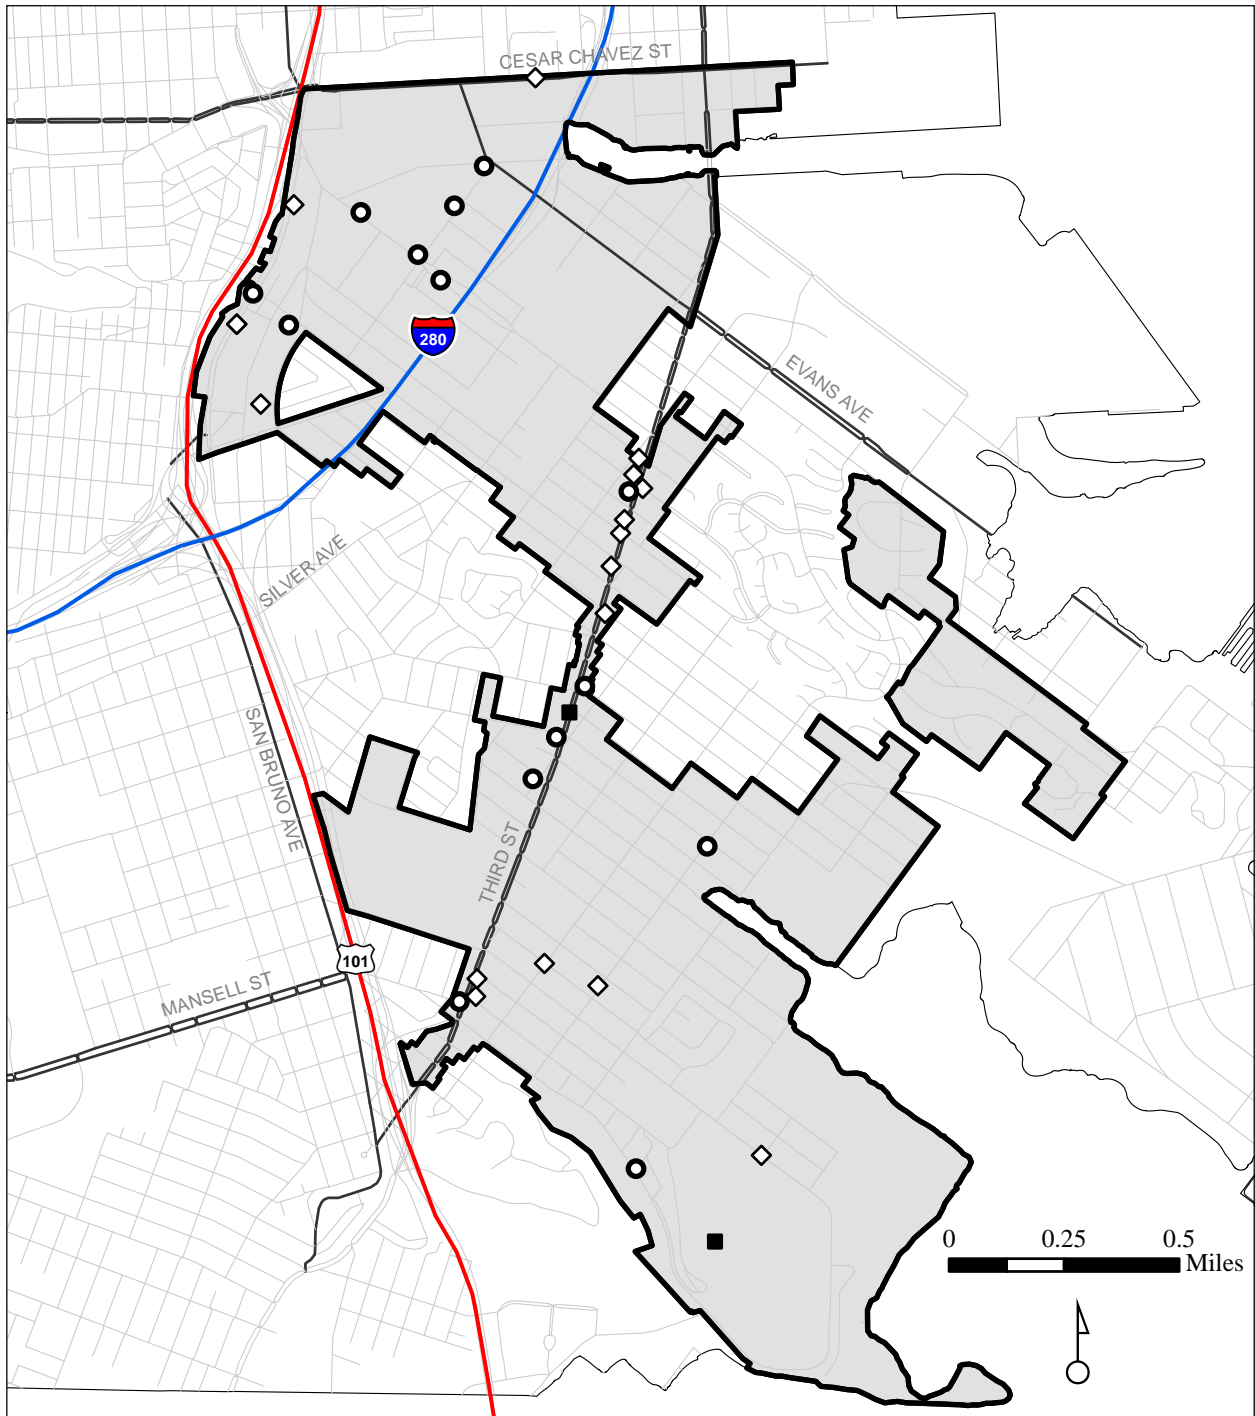 CESAR CHAVEZ ST
280
EVANS AVE
SILVER AVE
SAN BRUNO AVE
THIRD ST
101
MANSELL ST
0 0.25 0.5
Miles